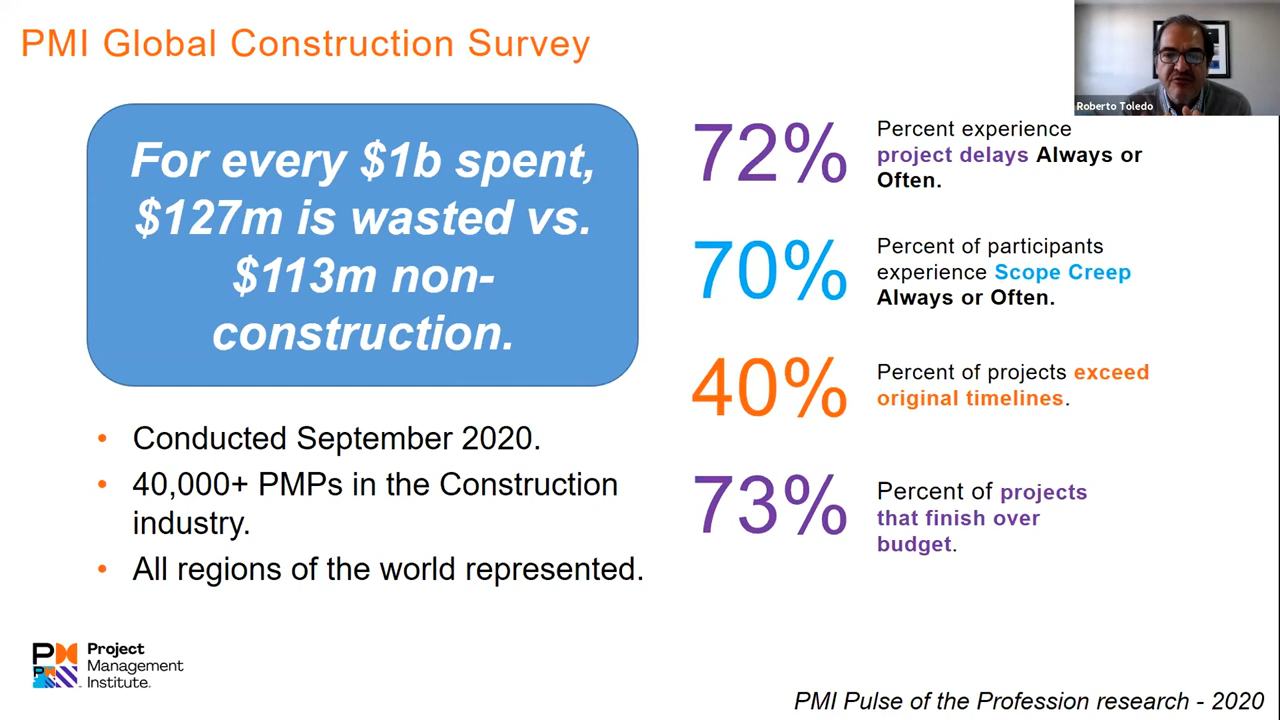 PMI Global Construction Survey
Roberto Toledo
For every $1b spent,
$127m is wasted vs.
$113m non-
construction.
• Conducted September 2020.
• 40,000+ PMPs in the Construction
industry.
• All regions of the world represented.
72%
Percent experience
project delays Always or
Often.
70%
Percent of participants
experience Scope Creep
Always or Often.
40%
Percent of projects exceed
original timelines.
73%
Percent of projects
that finish over
budget.
Project
Management
Institute.
PMI Pulse of the Profession research - 2020